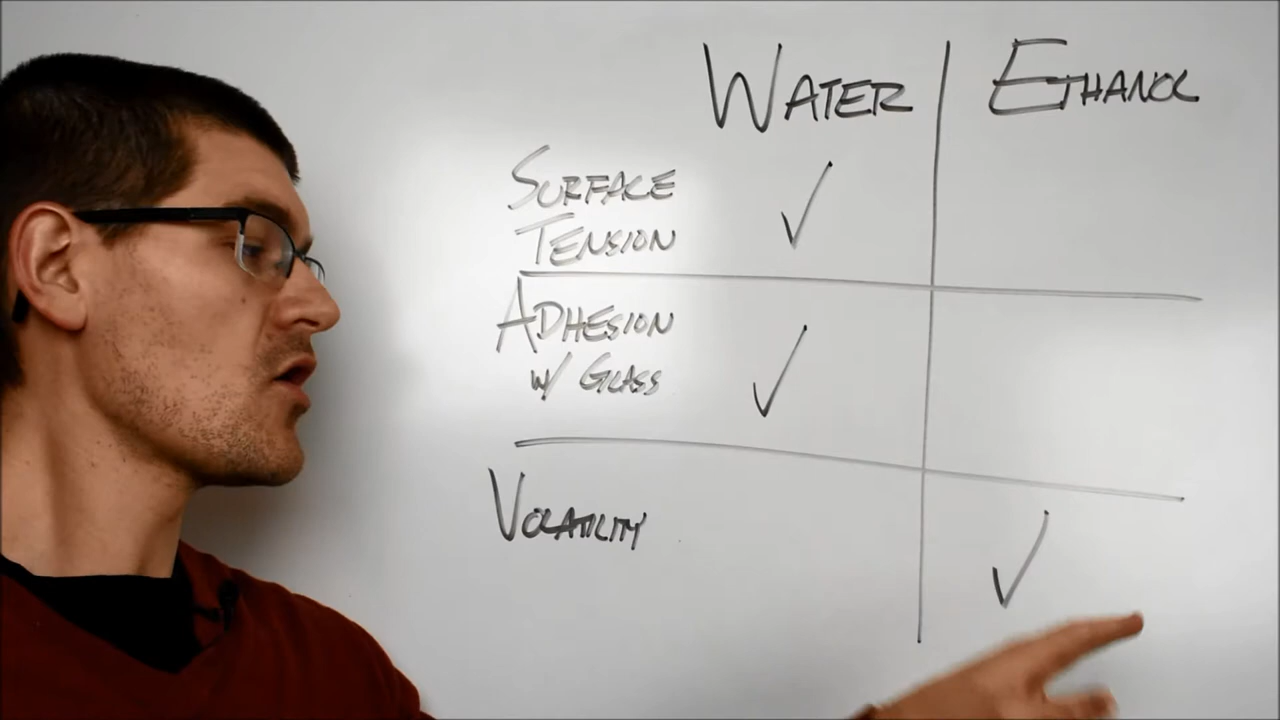 WATER ETHANOL
SURFACE ✓
TENSION
ADHESION ✓
w/ GLASS
VOLATILITY ✓